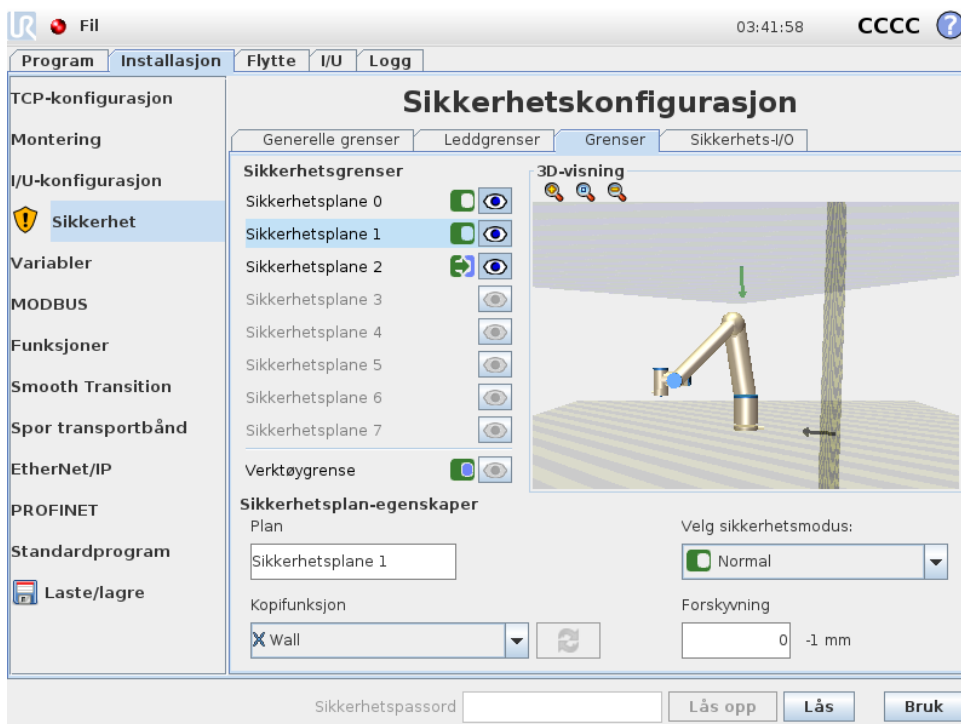 UR Fil 03:41:58 CCCC ?
Program Installasjon Flytte I/U Logg
TCP-konfigurasjon
Montering
I/U-konfigurasjon
Sikkerhet
Variabler
MODBUS
Funksjoner
Smooth Transition
Spor transportbånd
EtherNet/IP
PROFINET
Standardprogram
Laste/lagre
Sikkerhetskonfigurasjon
Generelle grenser Leddgrenser Grenser Sikkerhets-I/O
Sikkerhetsgrenser
Sikkerhetsplane 0
Sikkerhetsplane 1
Sikkerhetsplane 2
Sikkerhetsplane 3
Sikkerhetsplane 4
Sikkerhetsplane 5
Sikkerhetsplane 6
Sikkerhetsplane 7
Verktøygrense
3D-visning
Sikkerhetsplan-egenskaper
Plan
Sikkerhetsplane 1
Velg sikkerhetsmodus:
Normal
Kopifunksjon
Wall
Forskyvning
0 -1 mm
Sikkerhetspassord Lås opp Lås Bruk